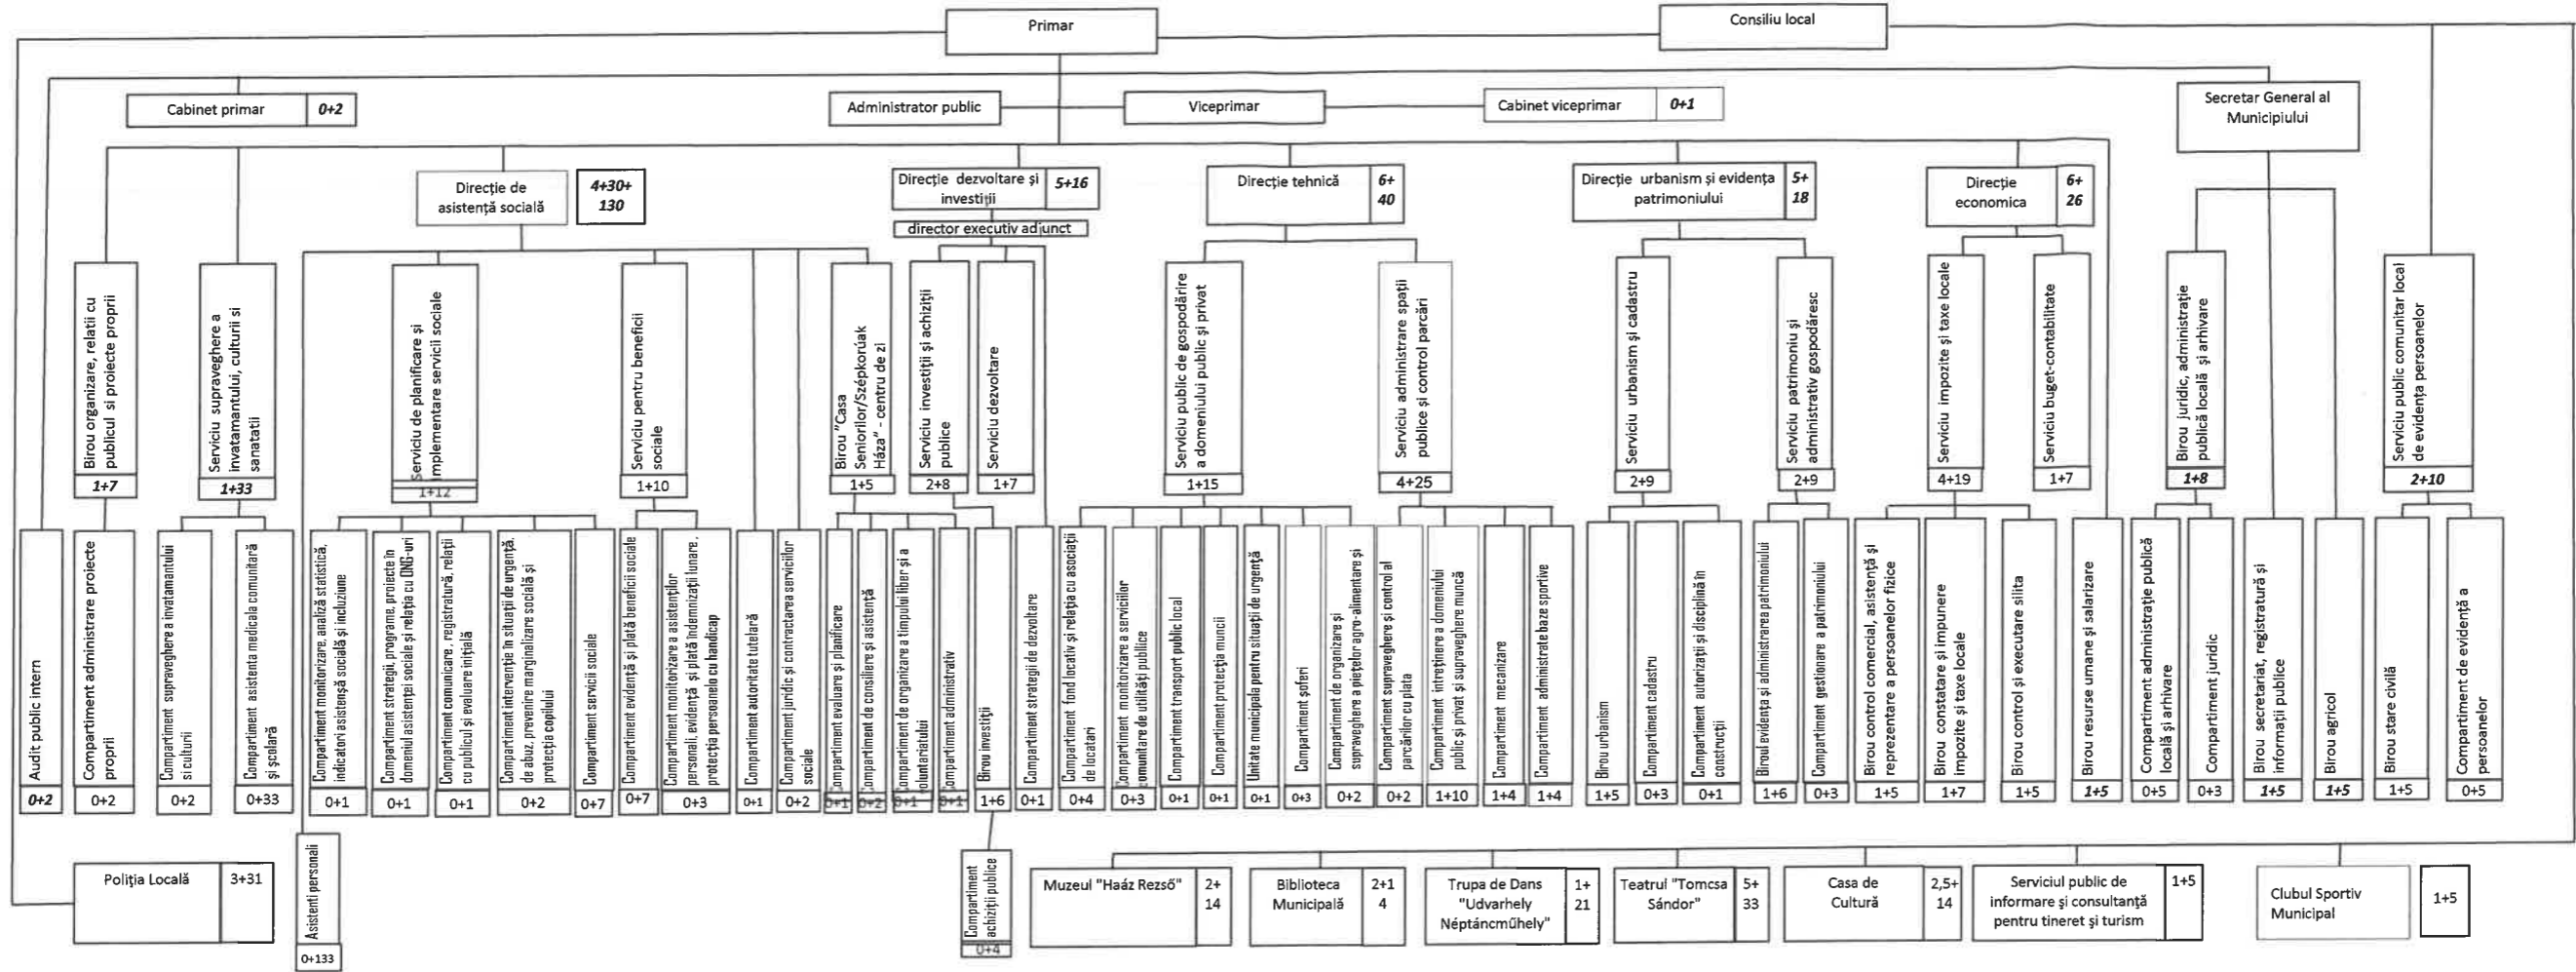 Primar
Consiliu local
Cabinet primar
0+2
Administrator public
Viceprimar
Cabinet viceprimar
0+1
Secretar General al
Municipiului
Direcție de
asistență socială
4+30+
130
Direcție dezvoltare și
investiții
5+16
director executiv adjunct
Direcție tehnică
6+
40
Direcție urbanism și evidența
patrimoniului
5+
18
Direcție
economica
6+
26
Birou organizare, relatii cu
publicul si proiecte proprii
1+7
Serviciu supraveghere a
invatamantului, culturii si
sanatatii
1+33
Serviciu de planificare și
implementare servicii sociale
1+12
Serviciu pentru beneficii
sociale
1+10
Birou "Casa
Seniorilor/Szépkorúak
Háza" - centru de zi
1+5
Serviciu investiții și achiziții
publice
2+8
Serviciu dezvoltare
1+7
Serviciu public de gospodărire
a domeniului public și privat
1+15
Serviciu administrare spații
publice și control parcări
4+25
Serviciu urbanism și cadastru
2+9
Serviciu patrimoniu și
administrativ gospodăresc
2+9
Serviciu impozite și taxe locale
4+19
Serviciu buget-contabilitate
1+7
Birou juridic, administrație
publică locală și arhivare
1+8
Serviciu public comunitar local
de evidența persoanelor
2+10
Audit public intern
0+2
Compartiment administrare proiecte
proprii
0+2
Compartiment supraveghere a invatamantului
si culturii
0+2
Compartiment asistenta medicala comunitară
și școlară
0+33
Compartiment monitorizare, analiză statistică,
indicatori asistensă socială și incluziune
0+1
Compartiment strategii, programe, proiecte în
domeniul asistenței sociale și relația cu ONG-uri
0+1
Compartiment comunicare, registratură, relații
cu publicul și evaluare inițială
0+1
Compartiment intervenție în situații de urgență,
de abuz, prevenire marginalizare socială și
protecția copilului
0+2
Compartiment servicii sociale
0+7
Compartiment evidență și plată beneficii sociale
0+7
Compartiment monitorizare a asistenților
personali, evidență și plată îndemnizații lunare,
protecția persoanelo cu handicap
0+3
Compartiment autoritate tutelară
0+1
Compartiment juridic și contractarea serviciilor
sociale
0+2
Compartiment evaluare și planificare
0+1
Compartiment de consiliere și asistență
0+2
Compartiment de organizare a timpului liber și a
voluntariatului
0+1
Compartiment administrativ
0+1
Birou investiții
1+6
Compartiment strategii de dezvoltare
0+1
Compartiment fond locativ și relația cu asociații
de locatari
0+4
Compartiment monitorizare a serviciilor
comunitare de utilități publice
0+3
Compartiment transport public local
0+1
Compartiment protecția muncii
0+1
Unitate municipala pentru situații de urgență
0+1
Compartiment șoferi
0+3
Compartiment de organizare și
supraveghere a piețelor agro-alimentare și
0+2
Compartiment supraveghere și control al
parcărilor cu plata
0+2
Compartiment intreținere a domeniului
public și privat și supraveghere muncă
1+10
Compartiment mecanizare
1+4
Compartiment administrate baze sportive
1+4
Birou urbanism
1+5
Compartiment cadastru
0+3
Compartiment autorizații și disciplină în
construcții
0+1
Biroul evidența și administrarea patrimoniului
1+6
Compartiment gestionare a patrimoniului
0+3
Birou control comercial, asistență și
reprezentare a persoanelor fizice
1+5
Birou constatare și impunere
impozite și taxe locale
1+7
Birou control și executare silita
1+5
Birou resurse umane și salarizare
1+5
Compartiment administrație publică
locală și arhivare
0+5
Compartiment juridic
0+3
Birou secretariat, registratură și
informații publice
1+5
Birou agricol
1+5
Birou stare civilă
1+5
Compartiment de evidență a
persoanelor
0+5
Poliția Locală
3+31
Asistenti personali
0+133
Compartiment
achiziții publice
0+4
Muzeul "Haáz Rezső"
2+
14
Biblioteca
Municipală
2+1
4
Trupa de Dans
"Udvarhely
Néptáncműhely"
1+
21
Teatrul "Tomcsa
Sándor"
5+
33
Casa de
Cultură
2,5+
14
Serviciul public de
informare și consultanță
pentru tineret și turism
1+5
Clubul Sportiv
Municipal
1+5